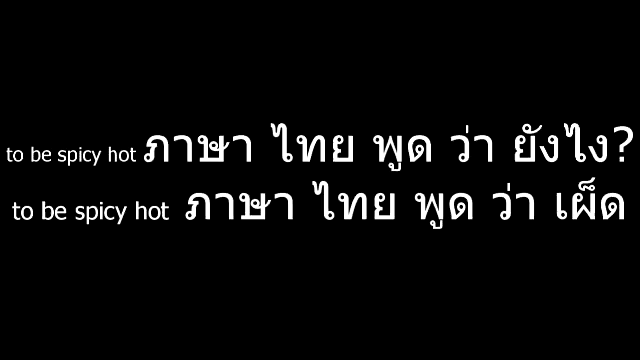 to be spicy hot ภาษา ไทย พูด ว่า ยังไง?
to be spicy hot ภาษา ไทย พูด ว่า เผ็ด